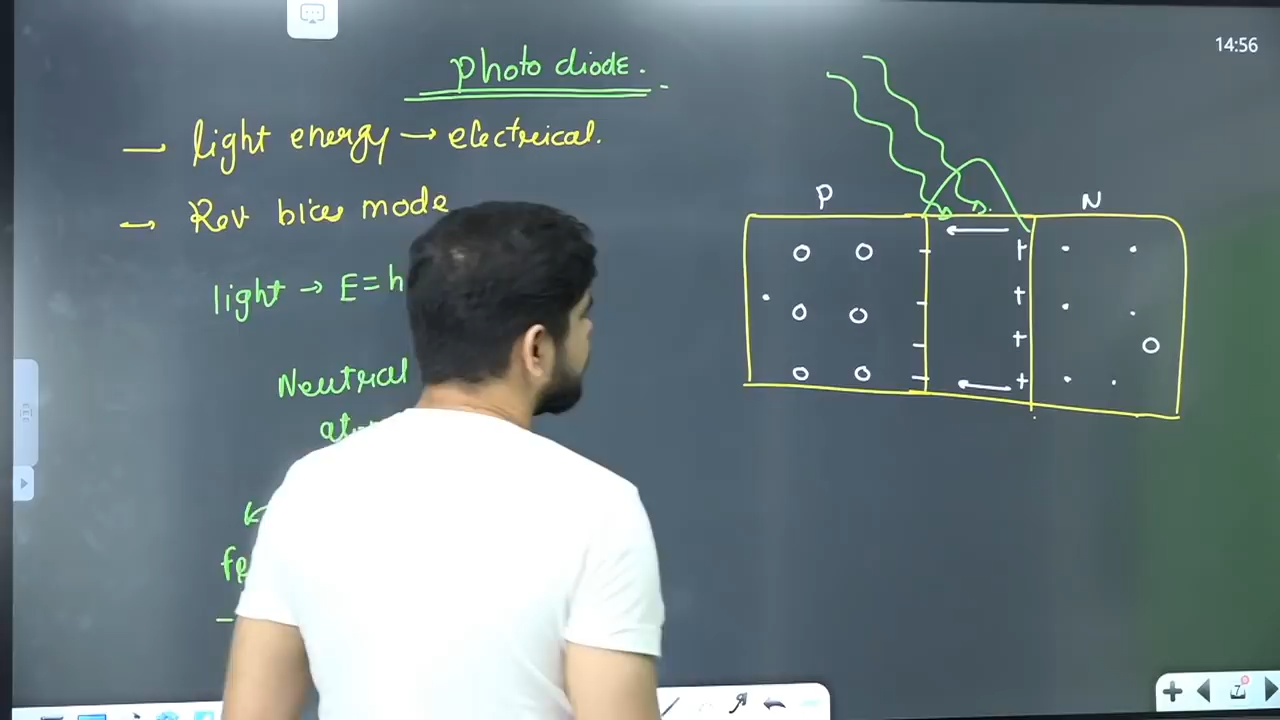 14:56
Photo diode.
— light energy → electrical.
→ Rev bias mode
light → E = h
Neutral
P
N